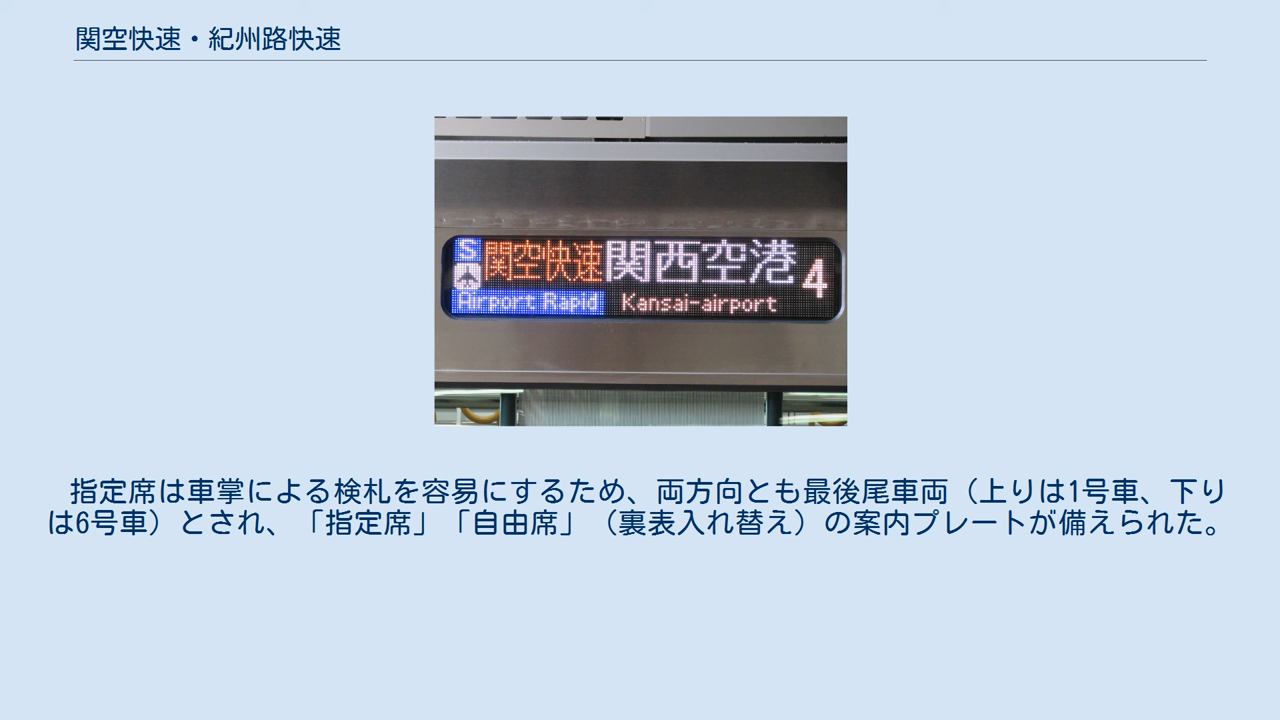 関空快速・紀州路快速
S 関空快速 関西空港 4
Airport Rapid Kansai-airport
指定席は車掌による検札を容易にするため、両方向とも最後尾車両（上りは1号車、下り
は6号車）とされ、「指定席」「自由席」（裏表入れ替え）の案内プレートが備えられた。